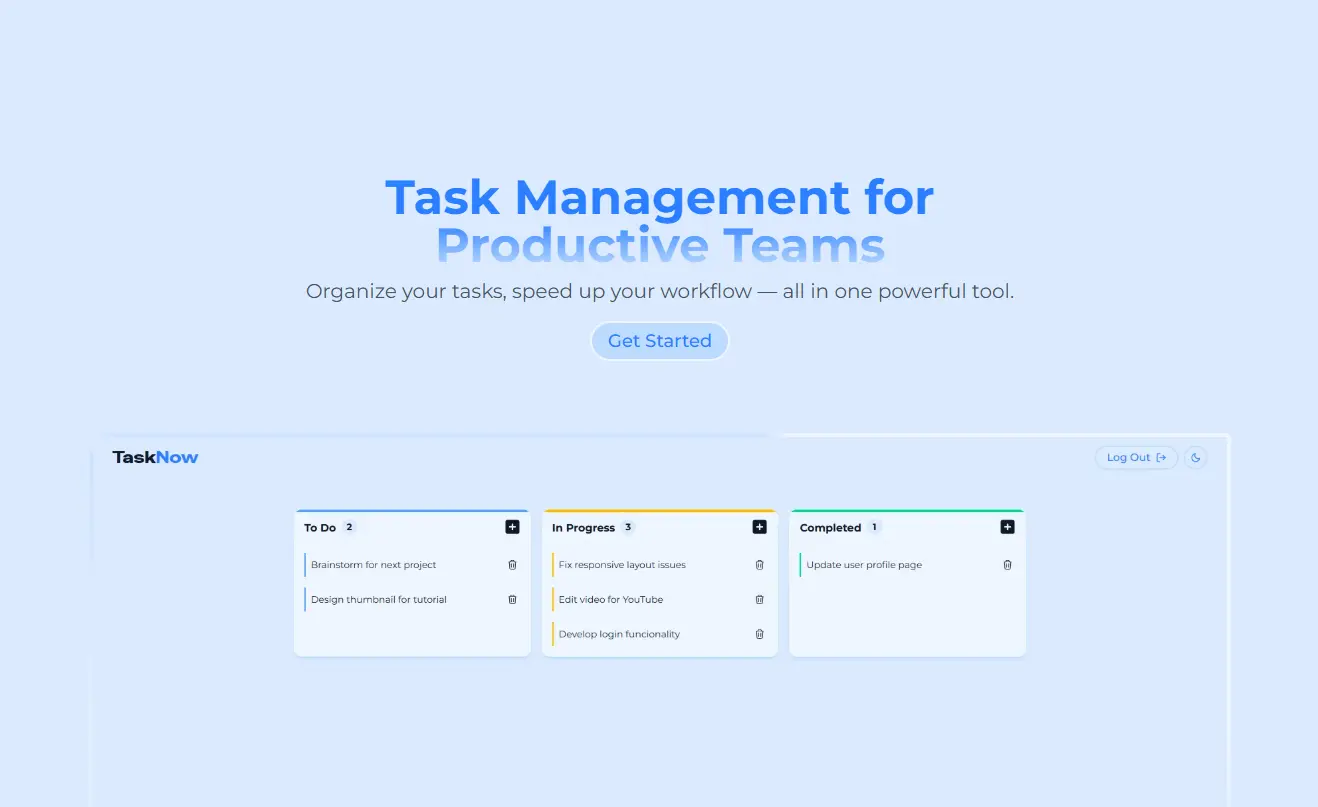 Task Management for
Productive Teams
Organize your tasks, speed up your workflow — all in one powerful tool.
Get Started
TaskNow
Log Out
To Do 2
Brainstorm for next project
Design thumbnail for tutorial
In Progress 3
Fix responsive layout issues
Edit video for YouTube
Develop login funcionality
Completed 1
Update user profile page